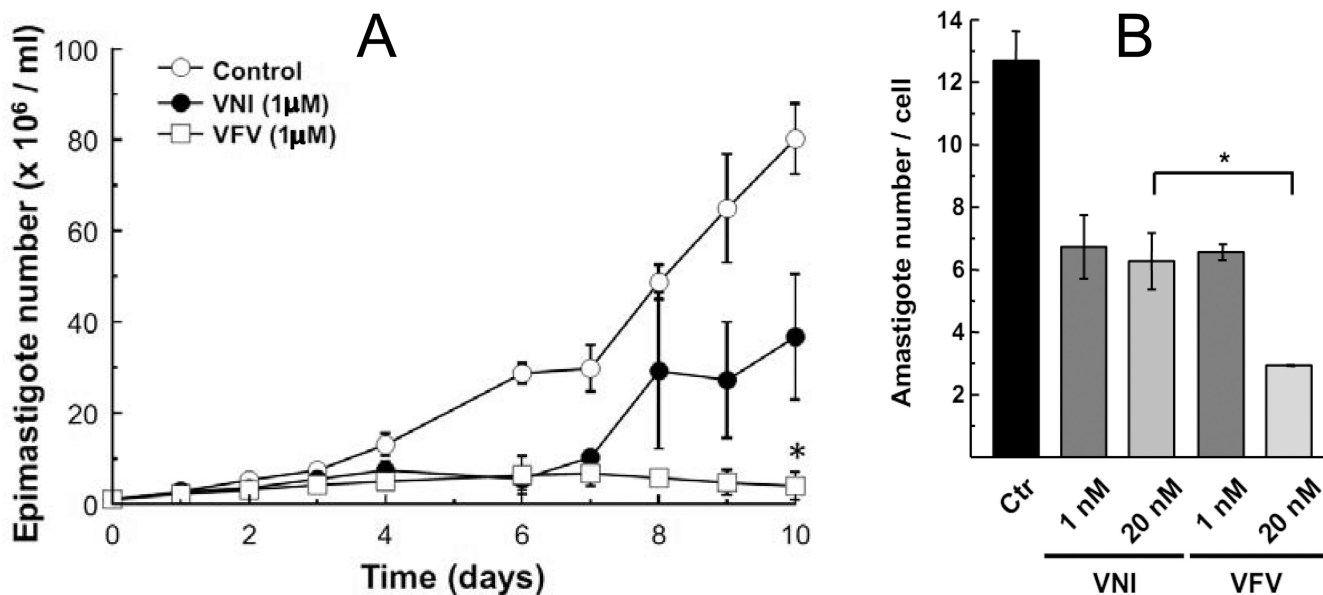 A
Epimastigote number (x 10⁶ / ml)
100
80
60
40
20
0
Control
VNI (1μM)
VFV (1μM)
*
0 2 4 6 8 10
Time (days)
B
Amastigote number / cell
14
12
10
8
6
4
2
*
Ctr 1 nM 20 nM 1 nM 20 nM
VNI VFV